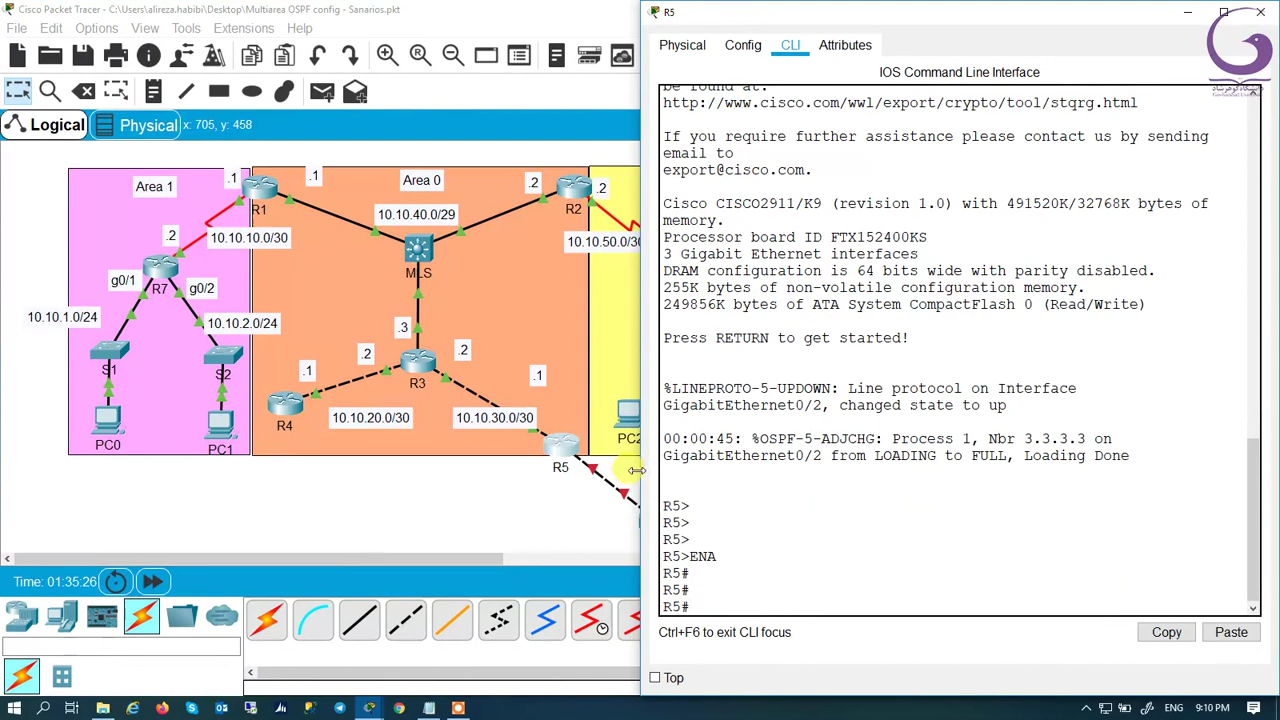 Cisco Packet Tracer - C:\Users\alireza.habibi\Desktop\Multiarea OSPF config - Sanarios.pkt
File Edit Options View Tools Extensions Help
Logical Physical x: 705, y: 458
Area 1
.1
.1
Area 0
.2
.2
R1
R2
10.10.40.0/29
.2
10.10.10.0/30
10.10.50.0/30
MLS
g0/1
R7
g0/2
10.10.1.0/24
10.10.2.0/24
.3
.2
.2
S1
S2
.1
R3
.1
R4
10.10.20.0/30
10.10.30.0/30
PC0
PC1
PC2
R5
Time: 01:35:26
R5
Physical Config CLI Attributes
IOS Command Line Interface
be found at:
http://www.cisco.com/wwl/export/crypto/tool/stqrg.html
If you require further assistance please contact us by sending
email to
export@cisco.com.
Cisco CISCO2911/K9 (revision 1.0) with 491520K/32768K bytes of
memory.
Processor board ID FTX152400KS
3 Gigabit Ethernet interfaces
DRAM configuration is 64 bits wide with parity disabled.
255K bytes of non-volatile configuration memory.
249856K bytes of ATA System CompactFlash 0 (Read/Write)
Press RETURN to get started!
%LINEPROTO-5-UPDOWN: Line protocol on Interface
GigabitEthernet0/2, changed state to up
00:00:45: %OSPF-5-ADJCHG: Process 1, Nbr 3.3.3.3 on
GigabitEthernet0/2 from LOADING to FULL, Loading Done
R5>
R5>
R5>
R5>ENA
R5#
R5#
R5#
Ctrl+F6 to exit CLI focus
Copy Paste
Top
ENG 9:10 PM